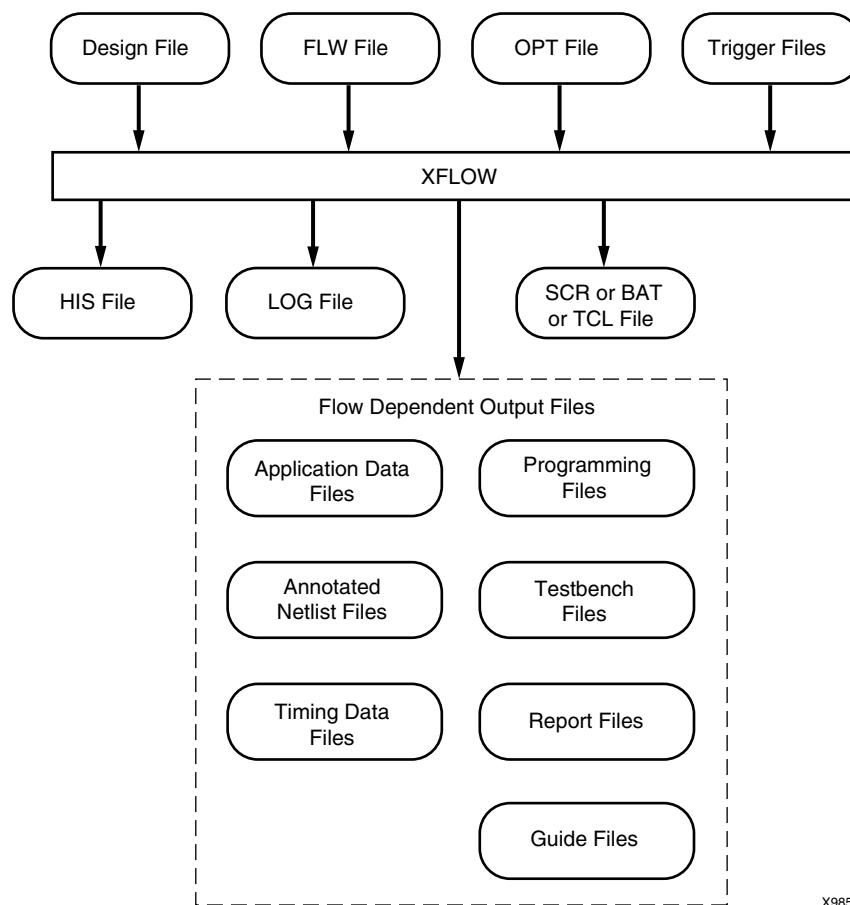 Design File
FLW File
OPT File
Trigger Files
XFLOW
HIS File
LOG File
SCR or BAT
or TCL File
Flow Dependent Output Files
Application Data
Files
Programming
Files
Annotated
Netlist Files
Testbench
Files
Timing Data
Files
Report Files
Guide Files
X985